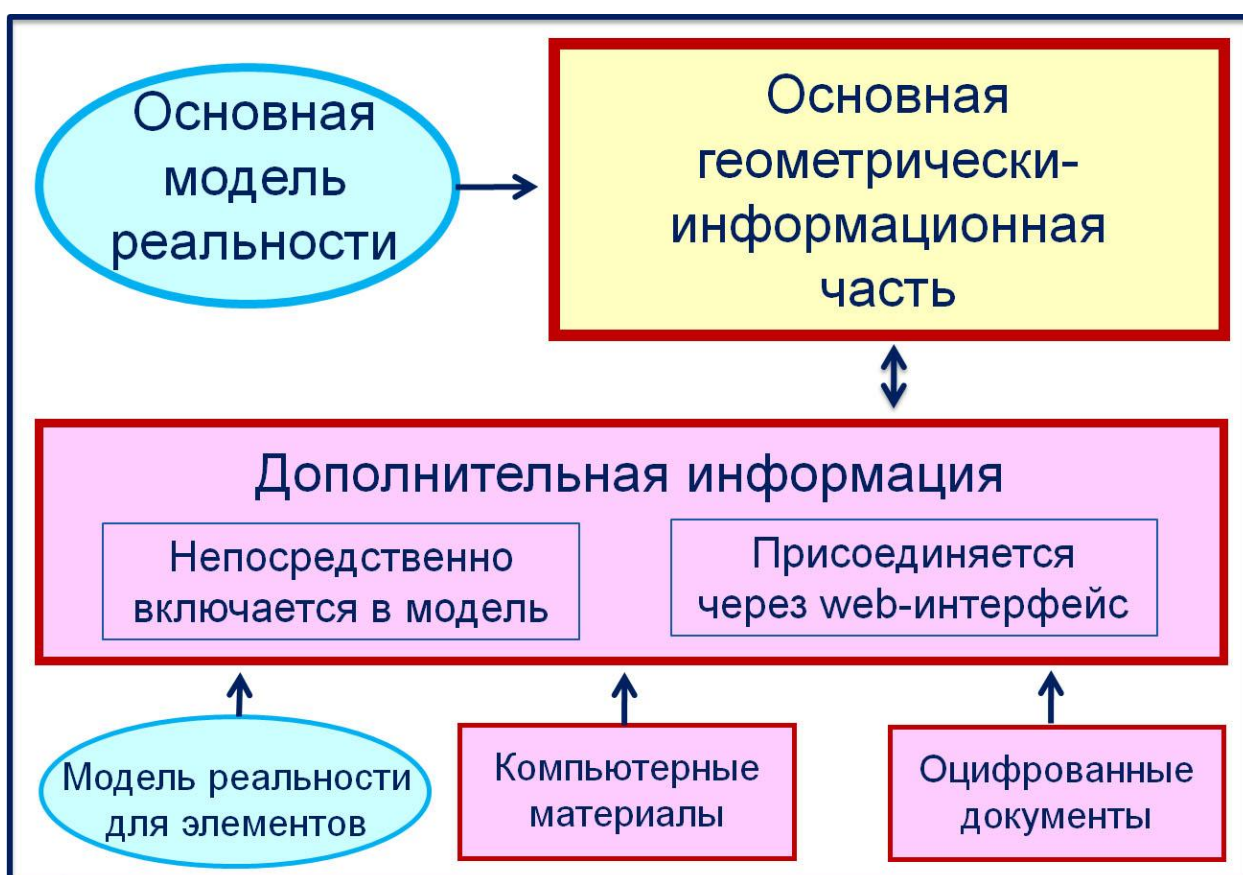 Основная
модель
реальности
Основная
геометрически-
информационная
часть
Дополнительная информация
Непосредственно
включается в модель
Присоединяется
через web-интерфейс
Модель реальности
для элементов
Компьютерные
материалы
Оцифрованные
документы